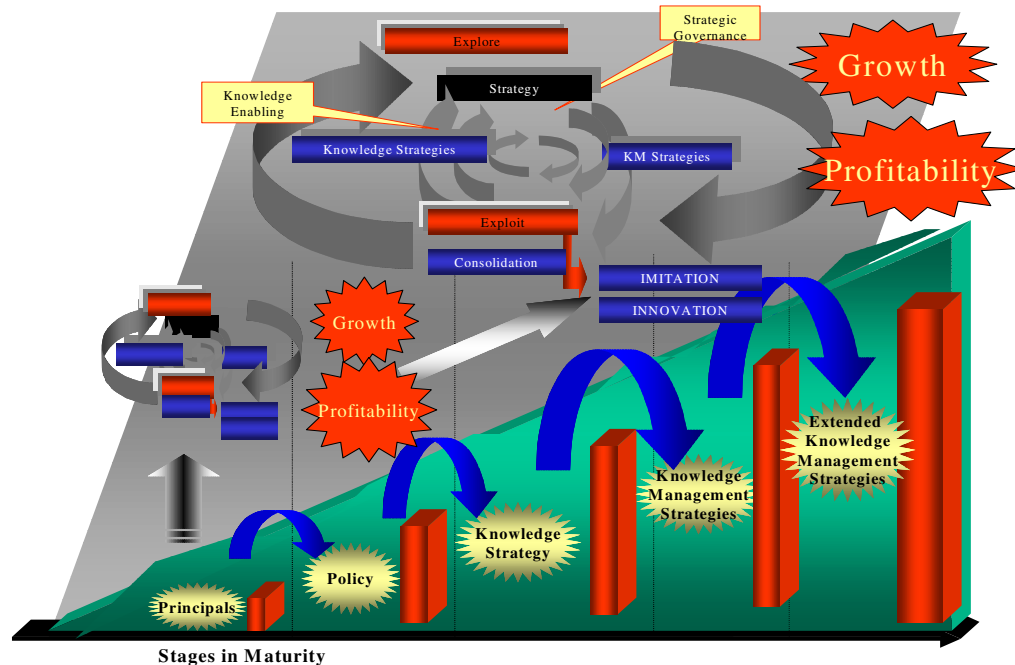 Strategic
Governance
Explore
Growth
Strategy
Knowledge
Enabling
Knowledge Strategies
KM Strategies
Profitability
Exploit
Consolidation
IMITATION
INNOVATION
Growth
Profitability
Extended
Knowledge
Management
Strategies
Knowledge
Management
Strategies
Knowledge
Strategy
Policy
Principals
Stages in Maturity